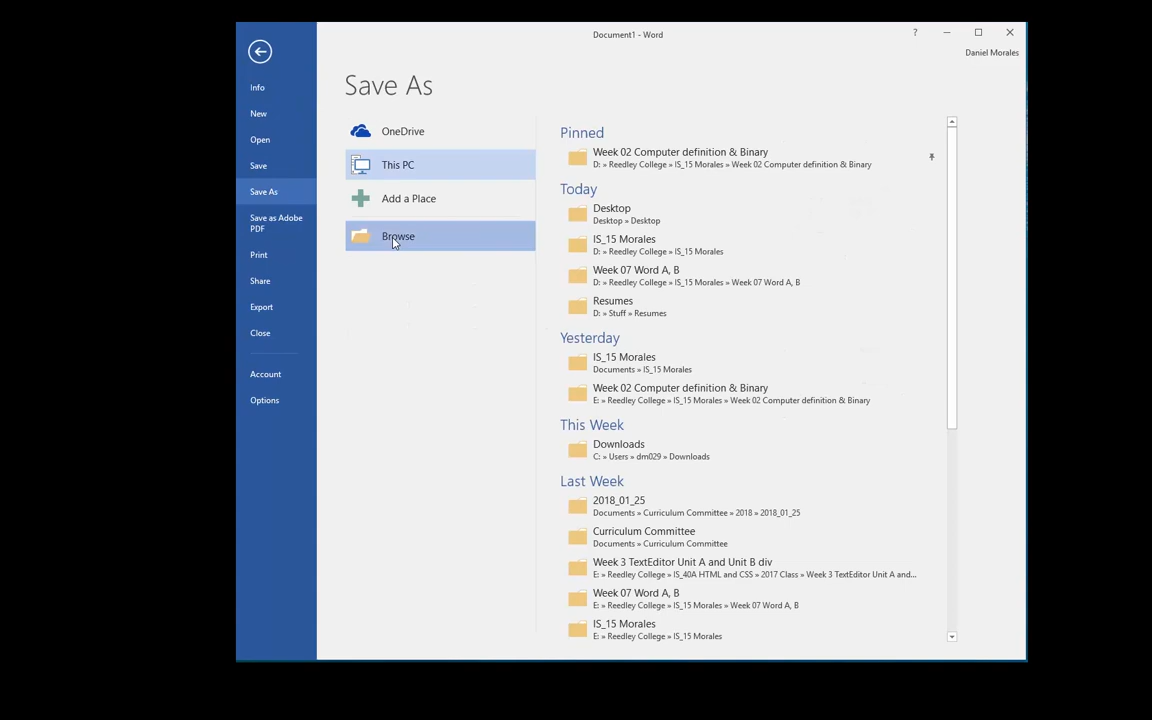 Document1 - Word
?
Daniel Morales
Info
New
Open
Save
Save As
Save as Adobe
PDF
Print
Share
Export
Close
Account
Options
Save As
OneDrive
This PC
Add a Place
Browse
Pinned
Week 02 Computer definition & Binary
D: » Reedley College » IS_15 Morales » Week 02 Computer definition & Binary
Today
Desktop
Desktop » Desktop
IS_15 Morales
D: » Reedley College » IS_15 Morales
Week 07 Word A, B
D: » Reedley College » IS_15 Morales » Week 07 Word A, B
Resumes
D: » Stuff » Resumes
Yesterday
IS_15 Morales
Documents » IS_15 Morales
Week 02 Computer definition & Binary
E: » Reedley College » IS_15 Morales » Week 02 Computer definition & Binary
This Week
Downloads
C: » Users » dm029 » Downloads
Last Week
2018_01_25
Documents » Curriculum Committee » 2018 » 2018_01_25
Curriculum Committee
Documents » Curriculum Committee
Week 3 TextEditor Unit A and Unit B div
E: » Reedley College » IS_40A HTML and CSS » 2017 Class » Week 3 TextEditor Unit A and...
Week 07 Word A, B
E: » Reedley College » IS_15 Morales » Week 07 Word A, B
IS_15 Morales
E: » Reedley College » IS_15 Morales